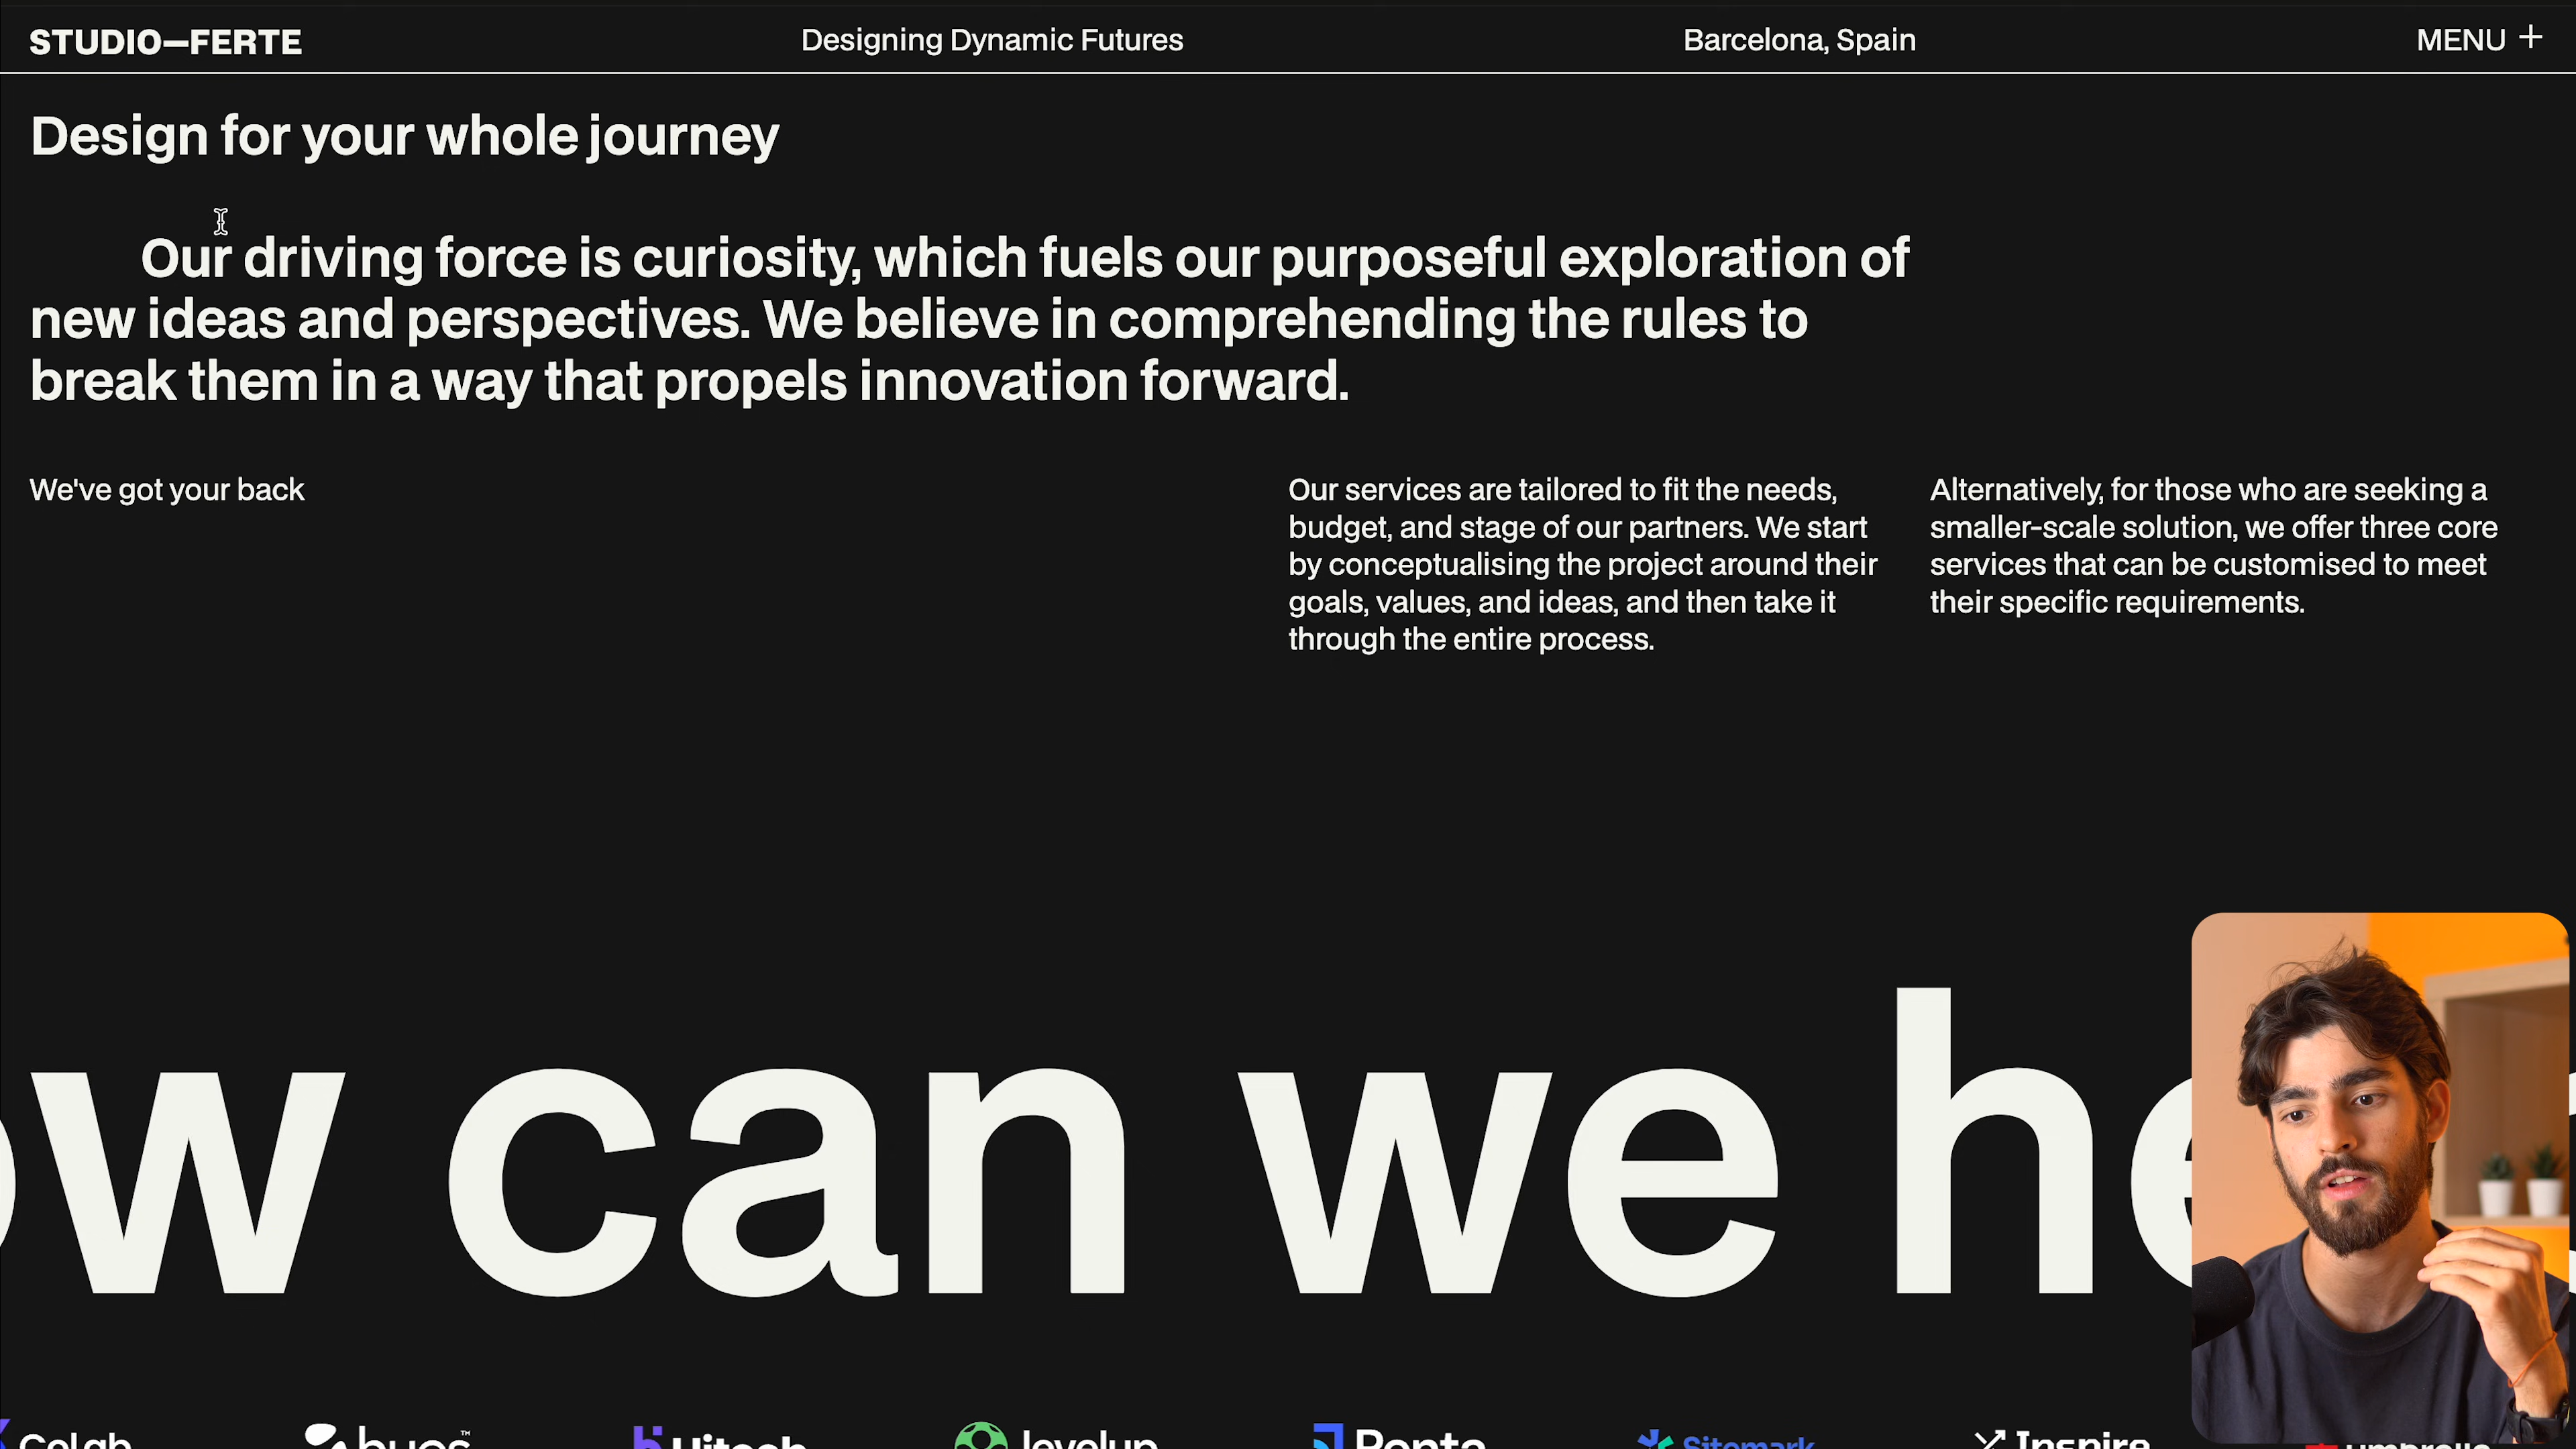 STUDIO—FERTE
Designing Dynamic Futures
Barcelona, Spain
MENU +
Design for your whole journey
Our driving force is curiosity, which fuels our purposeful exploration of
new ideas and perspectives. We believe in comprehending the rules to
break them in a way that propels innovation forward.
We've got your back
Our services are tailored to fit the needs,
budget, and stage of our partners. We start
by conceptualising the project around their
goals, values, and ideas, and then take it
through the entire process.
Alternatively, for those who are seeking a
smaller-scale solution, we offer three core
services that can be customised to meet
their specific requirements.
ow can we he
CoLab
Hitech
levelup
Penta
Sitemark
Inspire
umbrella